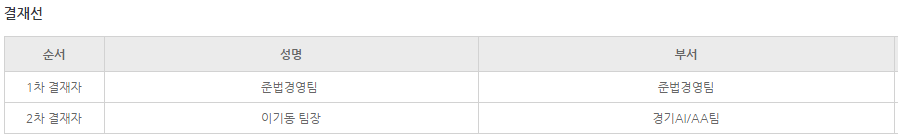 결재선
순서 성명 부서
1차 결재자 준법경영팀 준법경영팀
2차 결재자 이기동 팀장 경기AI/AA팀